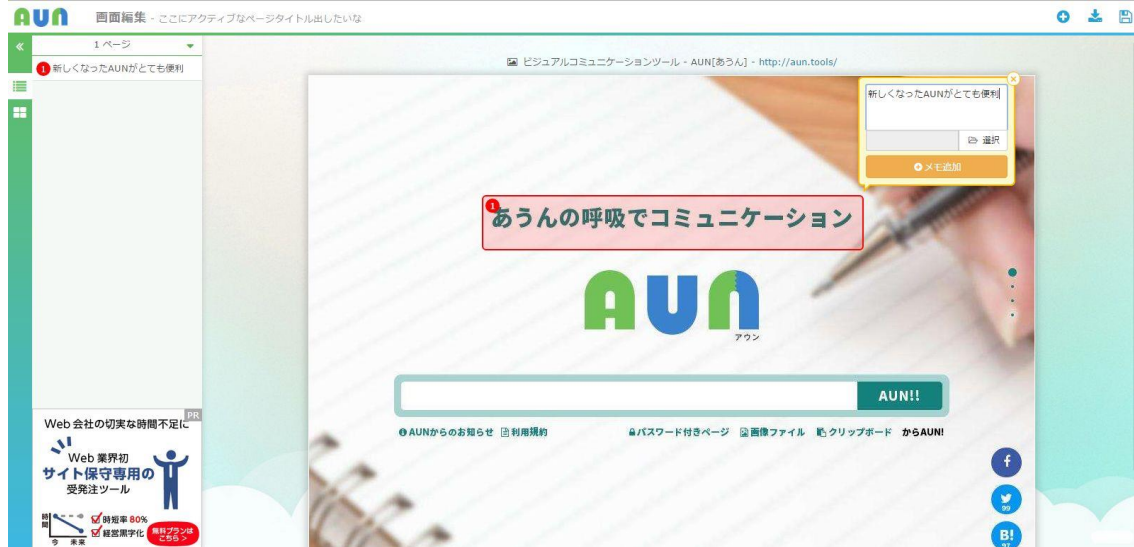 AUN 画面編集 - ここにアクティブなページタイトル出したいな
1 ページ
1 新しくなったAUNがとても便利
ビジュアルコミュニケーションツール - AUN[あうん] - http://aun.tools/
新しくなったAUNがとても便利
選択
メモ追加
1
あうんの呼吸でコミュニケーション
AUN
アウン
AUN!!
AUNからのお知らせ 利用規約 パスワード付きページ 画像ファイル クリップボード からAUN!
PR
Web会社の切実な時間不足に
Web 業界初
サイト保守専用の
受発注ツール
時間
今 未来
時短率80%
経営黒字化
無料プランは
こちら >
f
99
B!
97